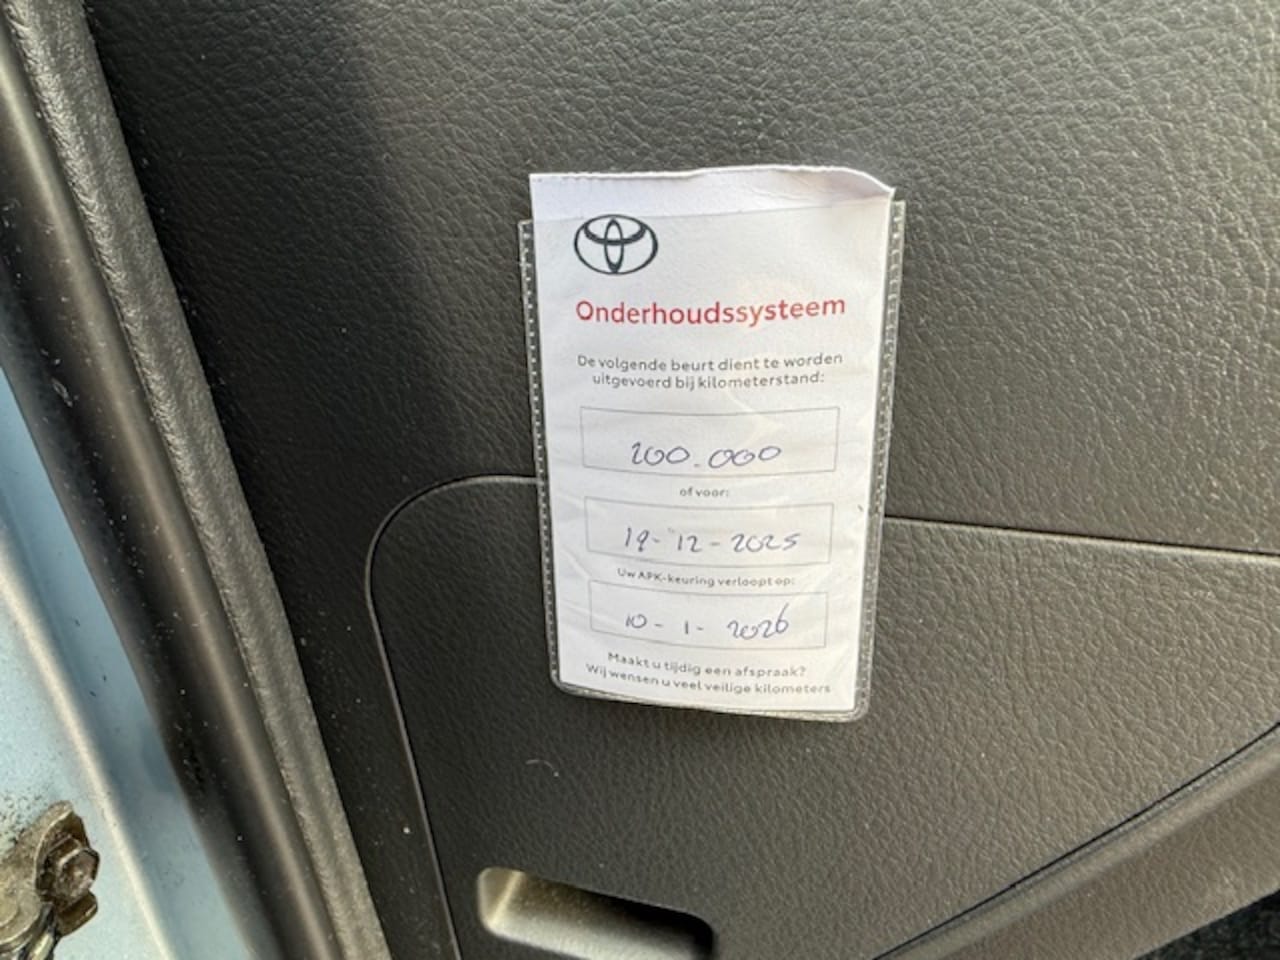 Onderhoudssysteem
De volgende beurt dient te worden
uitgevoerd bij kilometerstand:
200.000
of voor:
19-12-2025
Uw APK-keuring verloopt op:
10-1-2026
Maakt u tijdig een afspraak?
Wij wensen u veel veilige kilometers